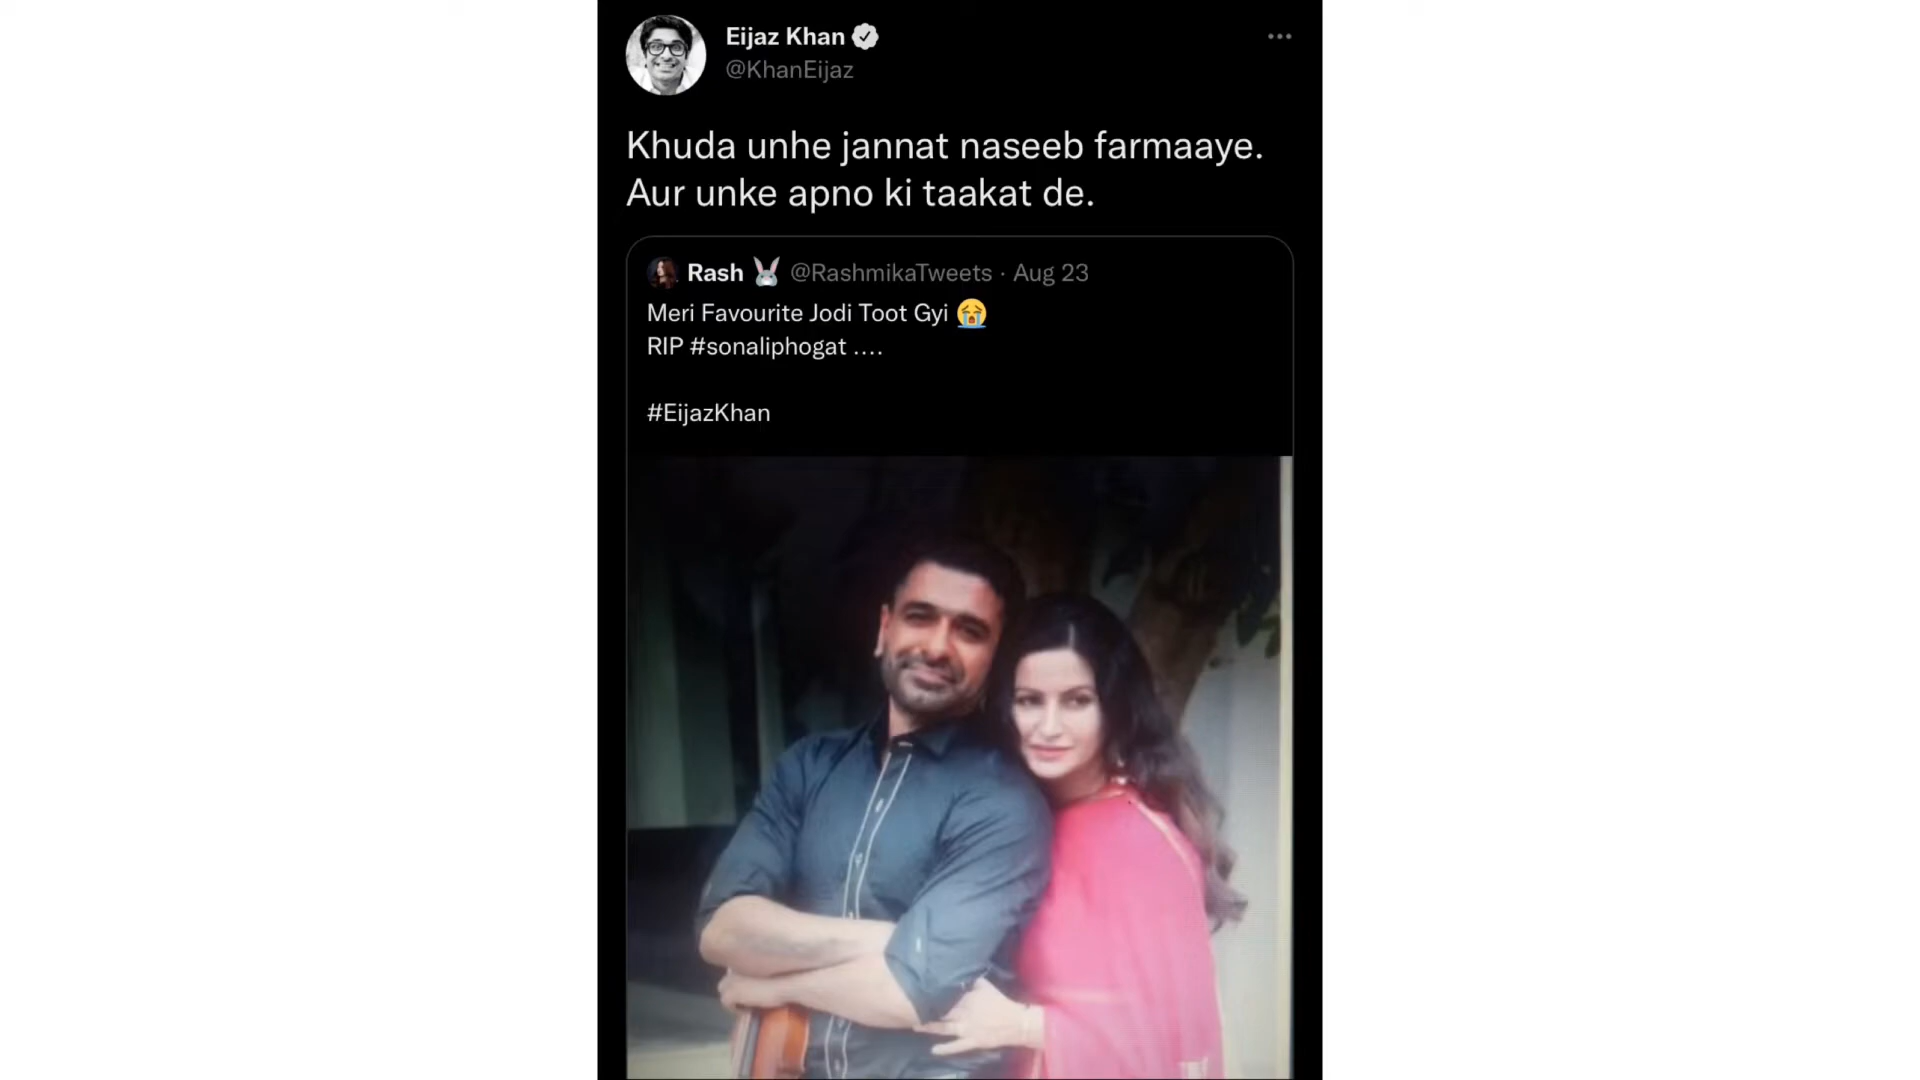 Eijaz Khan
@KhanEijaz
Khuda unhe jannat naseeb farmaaye.
Aur unke apno ki taakat de.
Rash 🐰 @RashmikaTweets · Aug 23
Meri Favourite Jodi Toot Gyi 😭
RIP #sonaliphogat ....
#EijazKhan